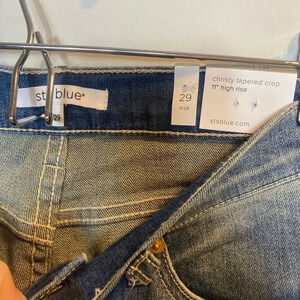 stsblue®
29
29
SIZE
christy tapered crop
11" high rise
stsblue.com